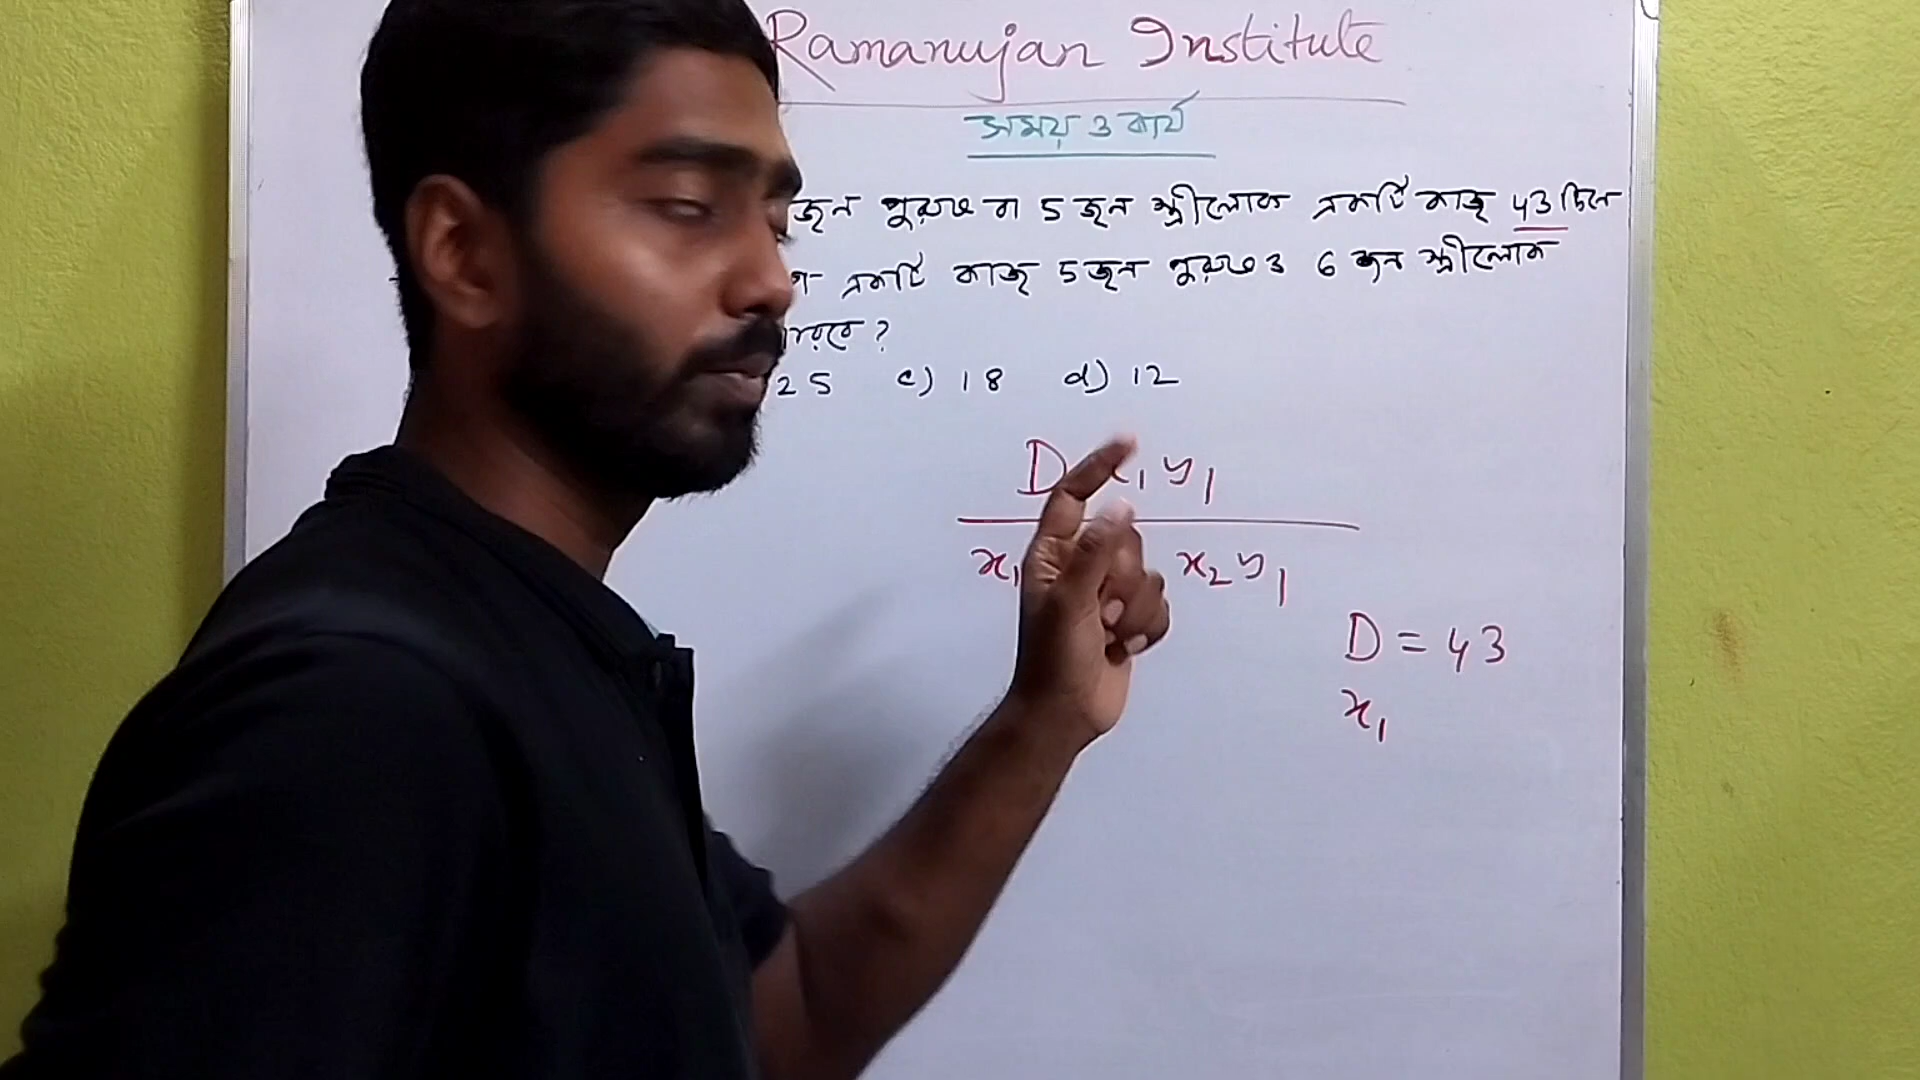 Ramanujan Institute
সময় ও কার্য
জন পুরুষ বা 5 জন স্ত্রীলোক একটি কাজ 43 দিনে
একটি কাজ 5 জন পুরুষ ও 6 জন স্ত্রীলোক
?
25 c) 18 d) 12
D x₁ y₁
x₁ x₂ y₁
D = 43
x₁